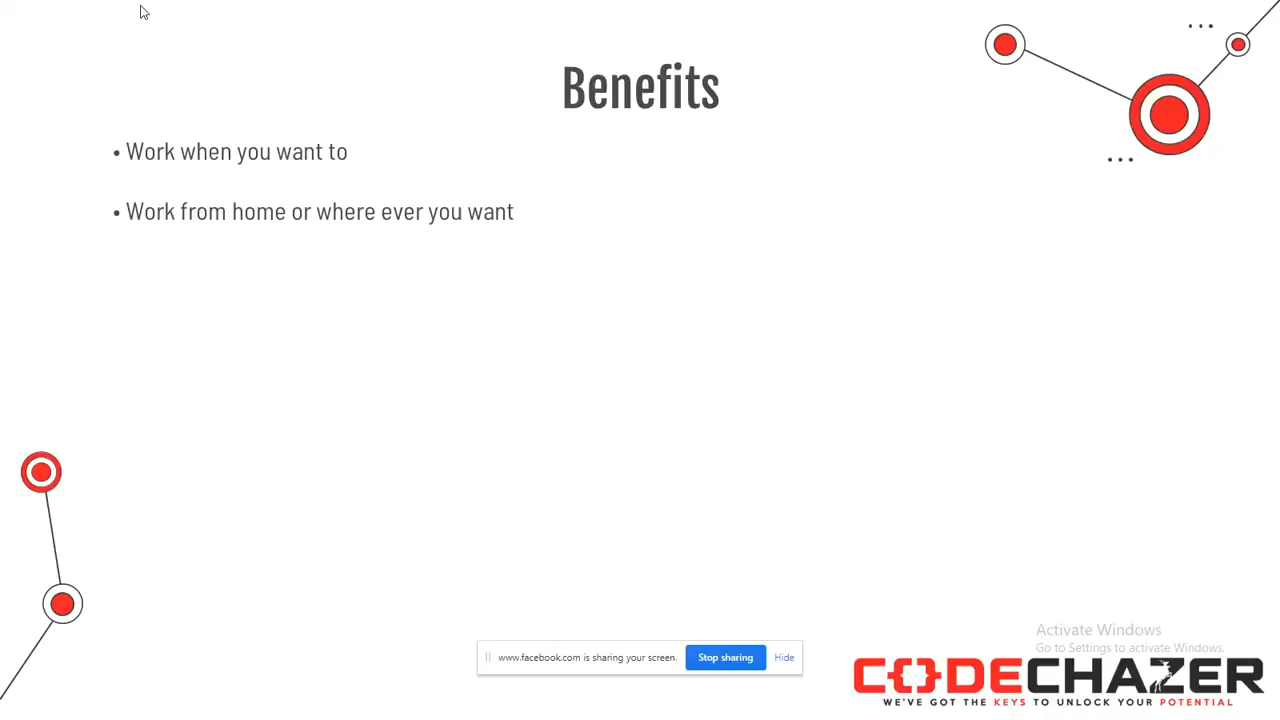 Benefits
• Work when you want to
• Work from home or where ever you want
www.facebook.com is sharing your screen.
Stop sharing
Hide
Activate Windows
Go to Settings to activate Windows.
CODECHAZER
WE'VE GOT THE KEYS TO UNLOCK YOUR POTENTIAL